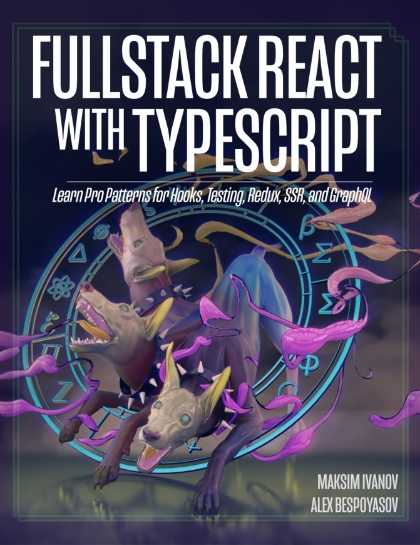 FULLSTACK REACT
WITH TYPESCRIPT
Learn Pro Patterns for Hooks, Testing, Redux, SSR, and GraphQL
MAKSIM IVANOV
ALEX BESPOYASOV